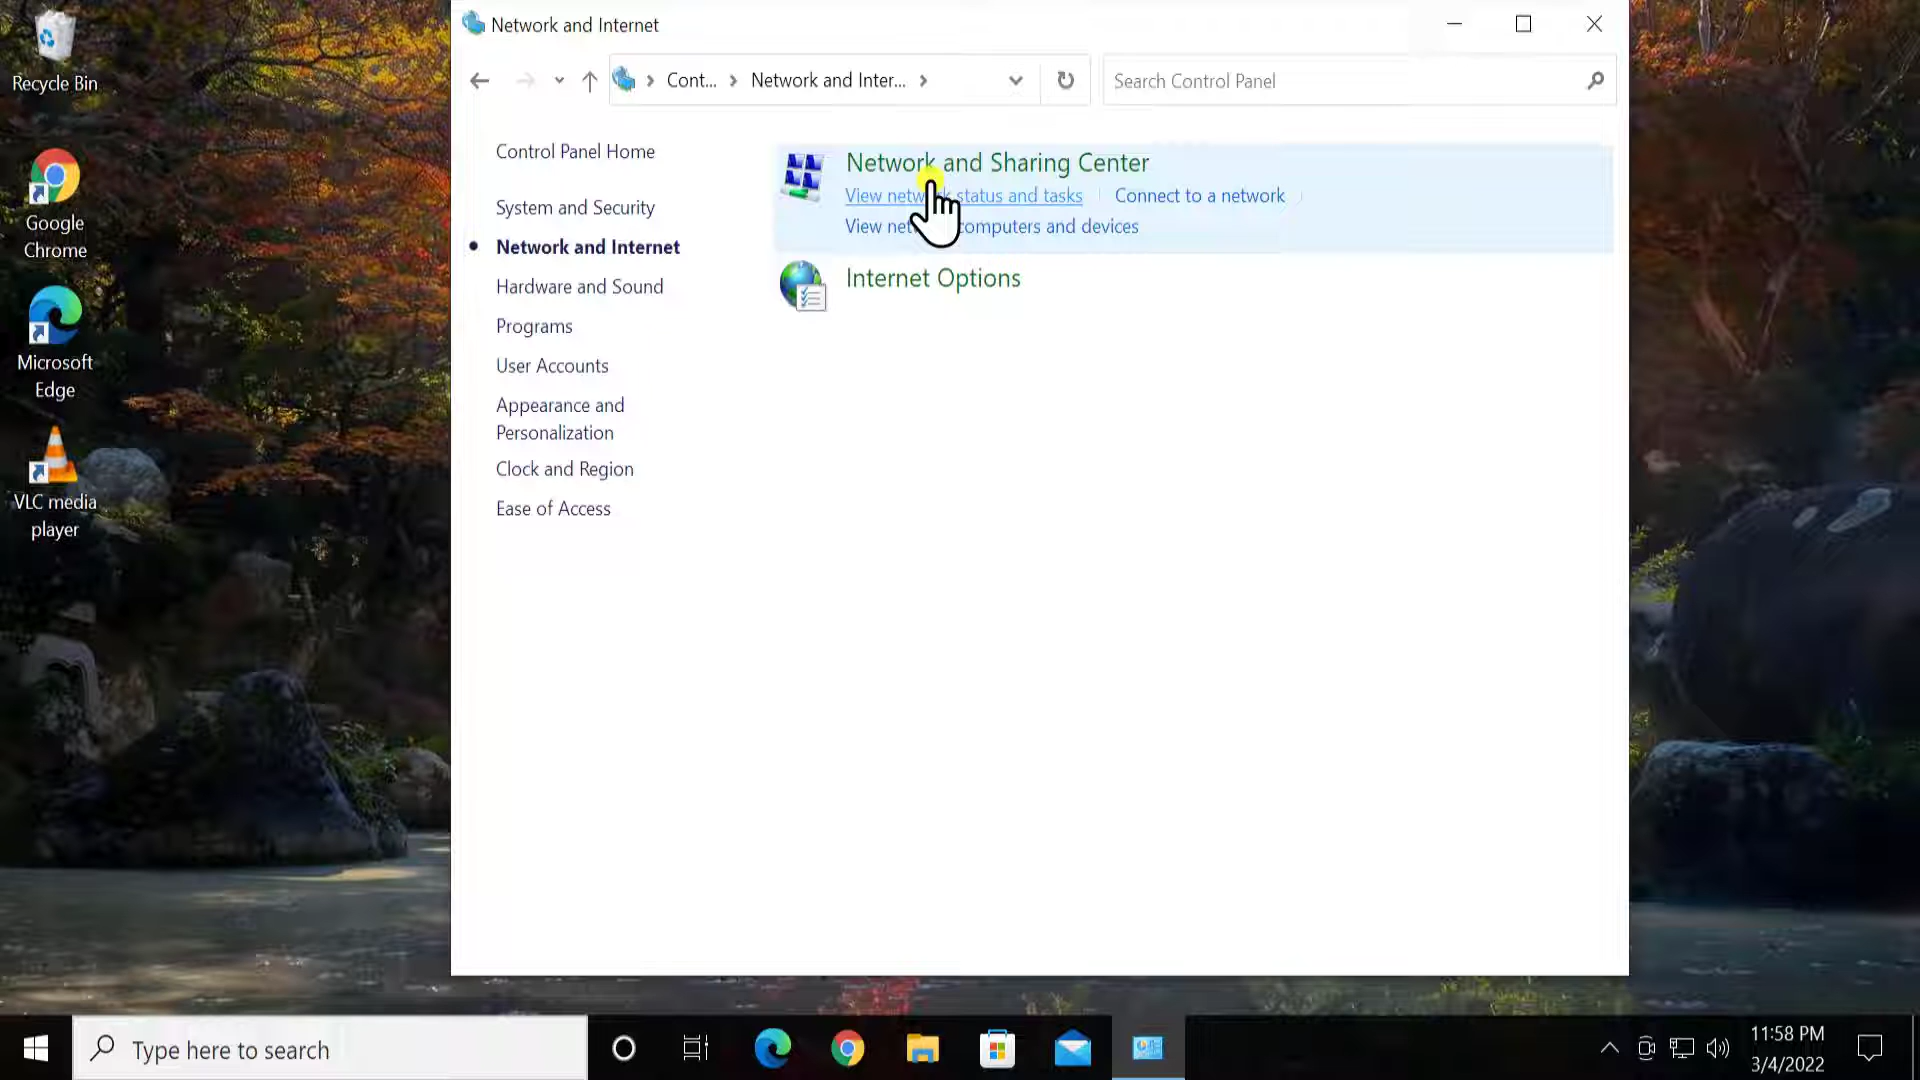 Recycle Bin
Google
Chrome
Microsoft
Edge
VLC media
player
Network and Internet
Cont...
Network and Inter...
Search Control Panel
Control Panel Home
System and Security
Network and Internet
Hardware and Sound
Programs
User Accounts
Appearance and
Personalization
Clock and Region
Ease of Access
Network and Sharing Center
View network status and tasks
Connect to a network
View net computers and devices
Internet Options
Type here to search
11:58 PM
3/4/2022